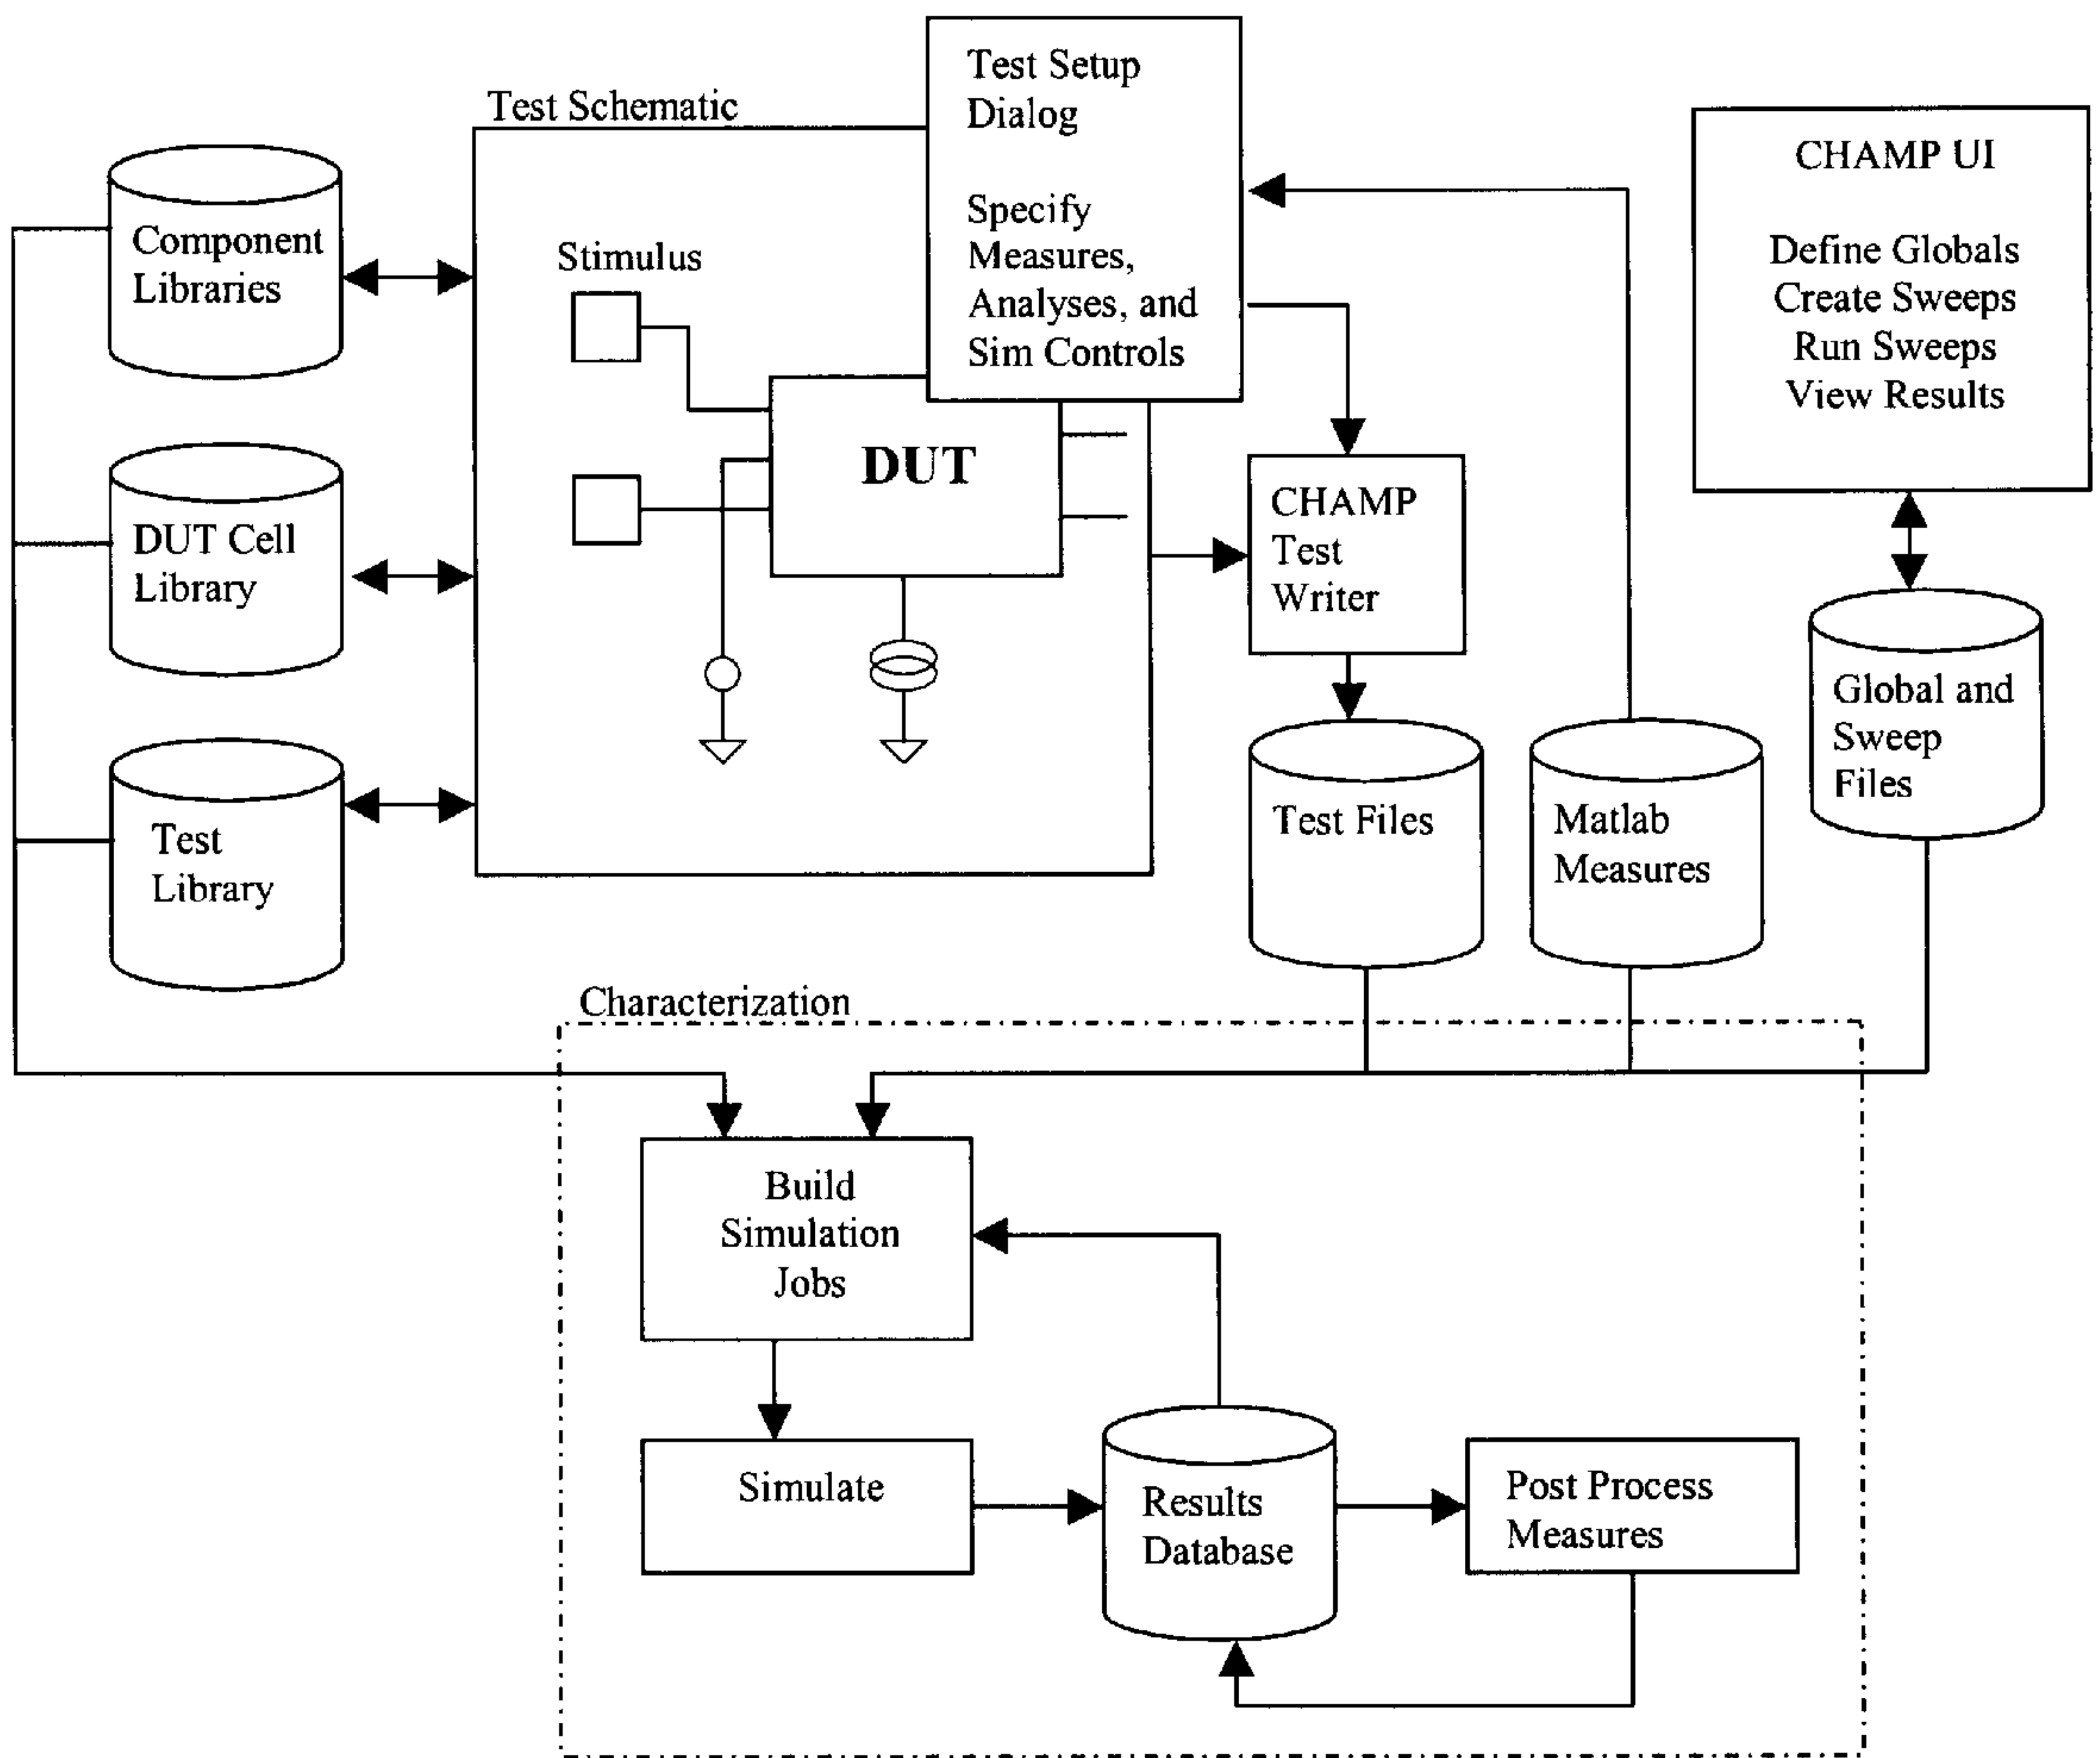 Test Setup
Dialog
Specify
Measures,
Analyses, and
Sim Controls
Test Schematic
CHAMP UI
Define Globals
Create Sweeps
Run Sweeps
View Results
Component
Libraries
Stimulus
DUT
DUT Cell
Library
CHAMP
Test
Writer
Global and
Sweep
Files
Test
Library
Test Files
Matlab
Measures
Characterization
Build
Simulation
Jobs
Simulate
Results
Database
Post Process
Measures